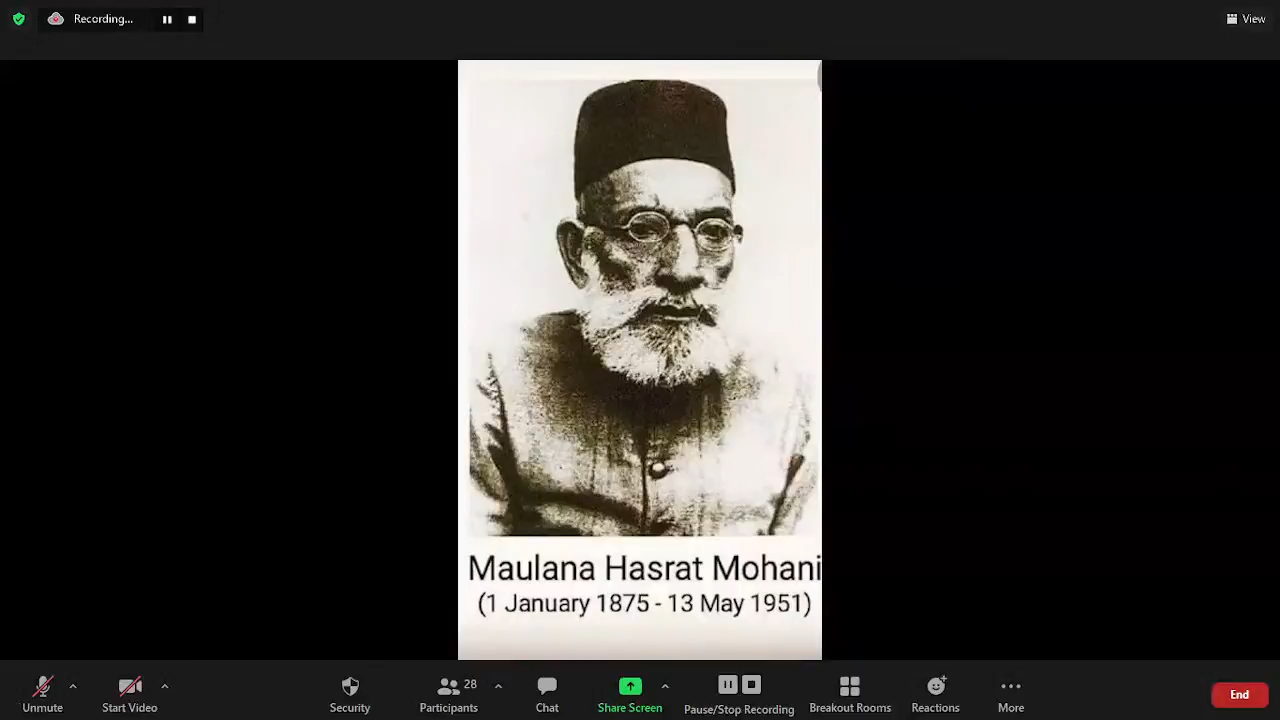 Recording...
View
Maulana Hasrat Mohani
(1 January 1875 - 13 May 1951)
Unmute
Start Video
Security
28
Participants
Chat
Share Screen
Pause/Stop Recording
Breakout Rooms
Reactions
More
End